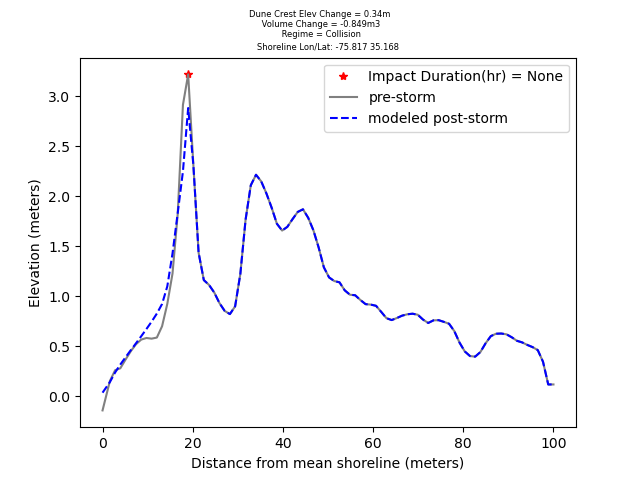 Dune Crest Elev Change = 0.34m
Volume Change = -0.849m3
Regime = Collision
Shoreline Lon/Lat: -75.817 35.168
Impact Duration(hr) = None
pre-storm
modeled post-storm
3.0
2.5
2.0
1.5
1.0
0.5
0.0
Elevation (meters)
0 20 40 60 80 100
Distance from mean shoreline (meters)